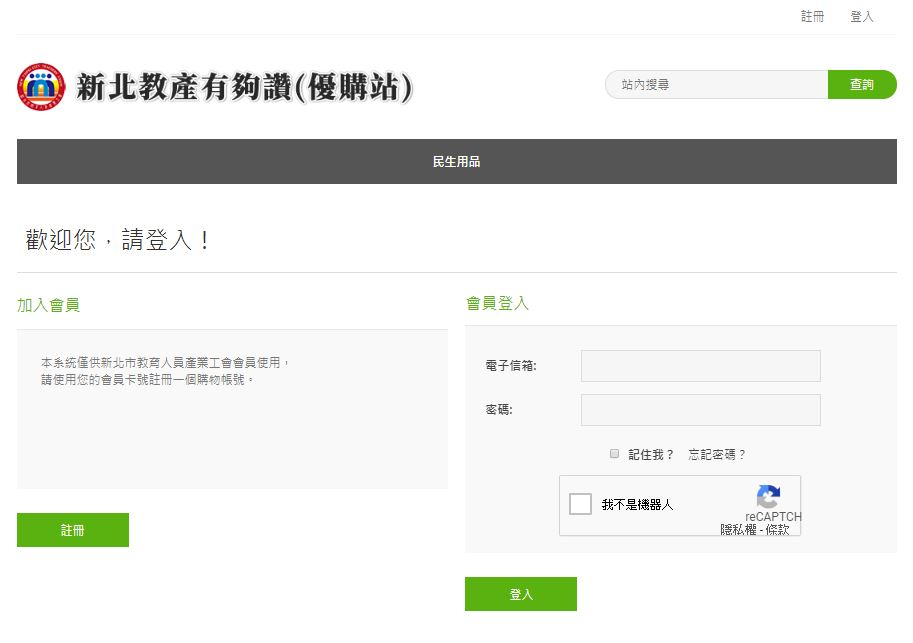 註冊 登入
新北教產有夠讚(優購站)
站內搜尋 查詢
民生用品
歡迎您，請登入！
加入會員
本系統僅供新北市教育人員產業工會會員使用，
請使用您的會員卡號註冊一個購物帳號。
註冊
會員登入
電子信箱:
密碼:
記住我？ 忘記密碼？
我不是機器人
reCAPTCH
隱私權 - 條款
登入